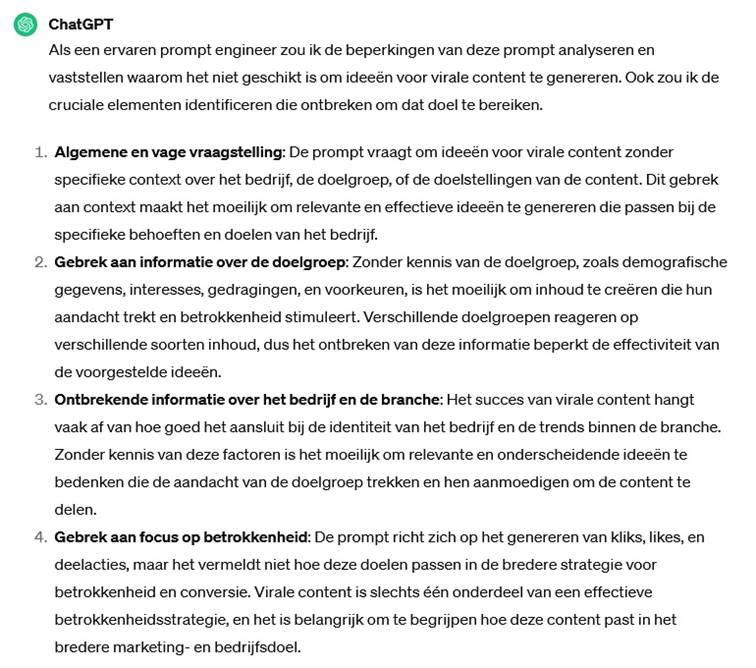 ChatGPT
Als een ervaren prompt engineer zou ik de beperkingen van deze prompt analyseren en
vaststellen waarom het niet geschikt is om ideeën voor virale content te genereren. Ook zou ik de
cruciale elementen identificeren die ontbreken om dat doel te bereiken.
1. Algemene en vage vraagstelling: De prompt vraagt om ideeën voor virale content zonder
specifieke context over het bedrijf, de doelgroep, of de doelstellingen van de content. Dit gebrek
aan context maakt het moeilijk om relevante en effectieve ideeën te genereren die passen bij de
specifieke behoeften en doelen van het bedrijf.
2. Gebrek aan informatie over de doelgroep: Zonder kennis van de doelgroep, zoals demografische
gegevens, interesses, gedragingen, en voorkeuren, is het moeilijk om inhoud te creëren die hun
aandacht trekt en betrokkenheid stimuleert. Verschillende doelgroepen reageren op
verschillende soorten inhoud, dus het ontbreken van deze informatie beperkt de effectiviteit van
de voorgestelde ideeën.
3. Ontbrekende informatie over het bedrijf en de branche: Het succes van virale content hangt
vaak af van hoe goed het aansluit bij de identiteit van het bedrijf en de trends binnen de branche.
Zonder kennis van deze factoren is het moeilijk om relevante en onderscheidende ideeën te
bedenken die de aandacht van de doelgroep trekken en hen aanmoedigen om de content te
delen.
4. Gebrek aan focus op betrokkenheid: De prompt richt zich op het genereren van kliks, likes, en
deelacties, maar het vermeldt niet hoe deze doelen passen in de bredere strategie voor
betrokkenheid en conversie. Virale content is slechts één onderdeel van een effectieve
betrokkenheidsstrategie, en het is belangrijk om te begrijpen hoe deze content past in het
bredere marketing- en bedrijfsdoel.